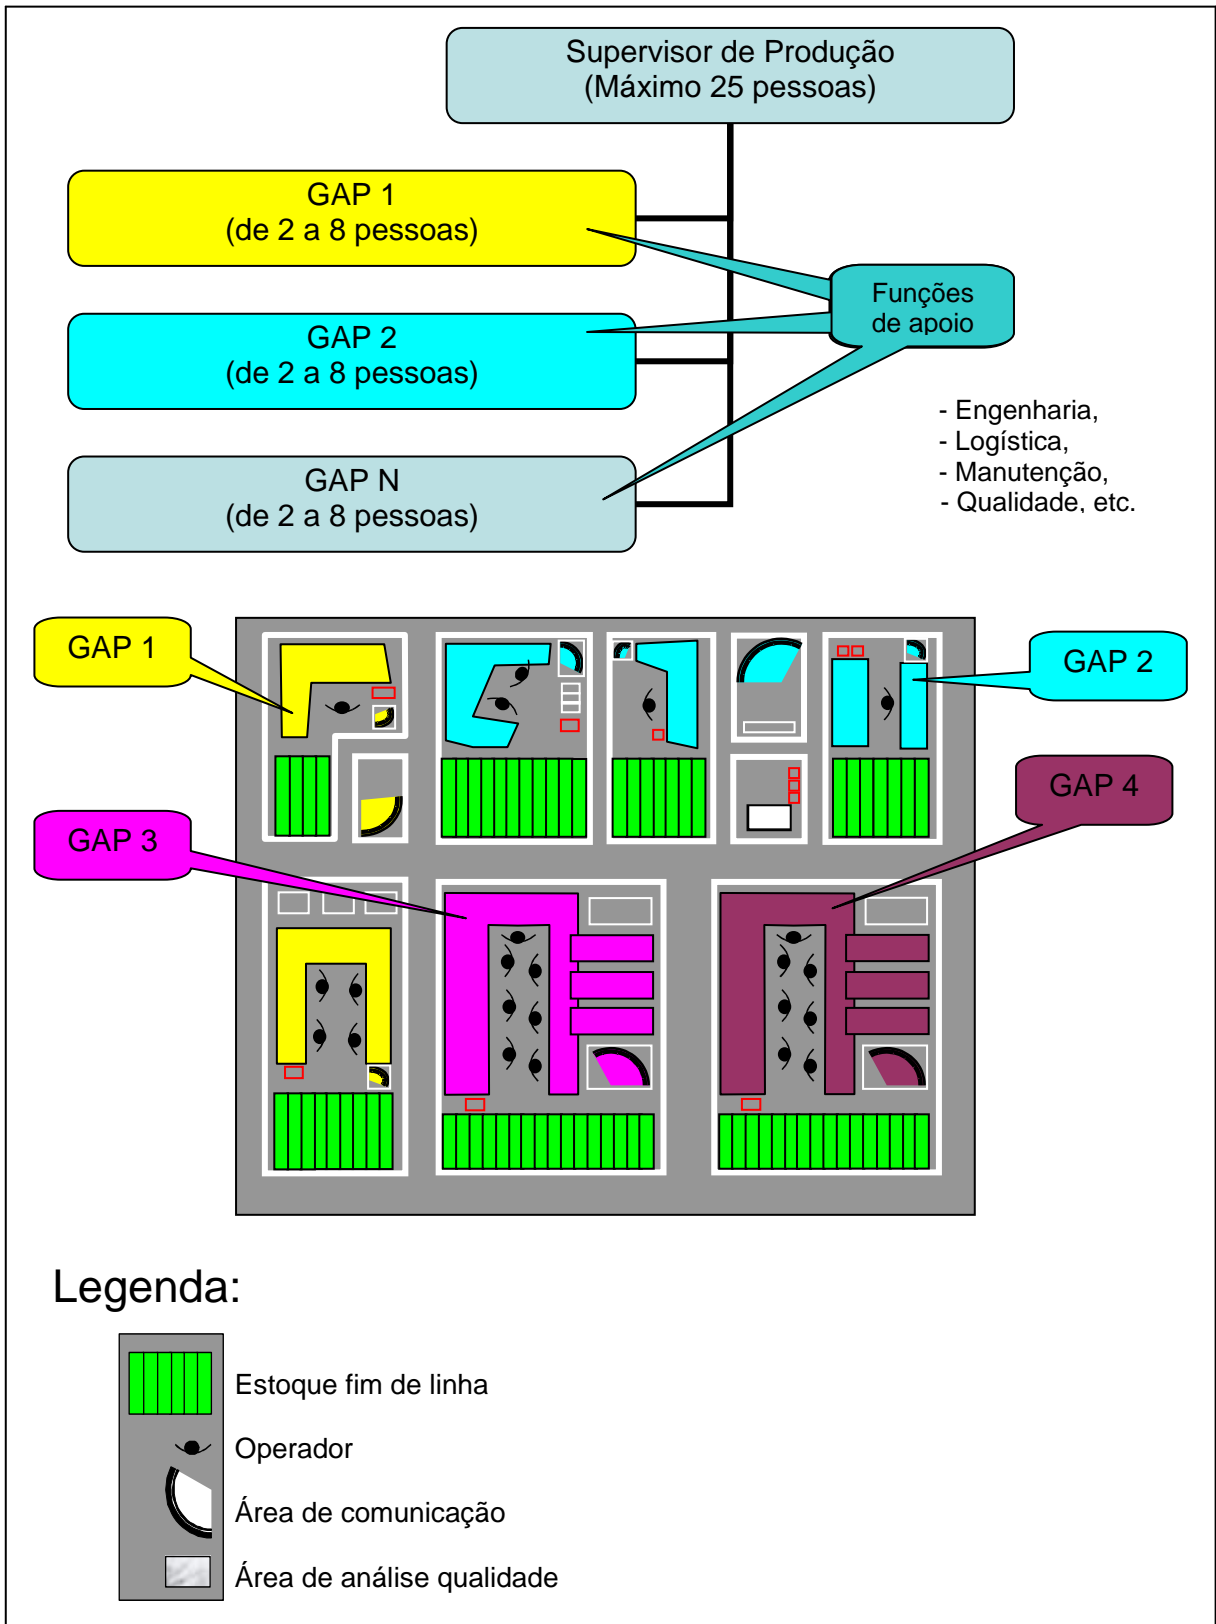 Supervisor de Produção
(Máximo 25 pessoas)
GAP 1
(de 2 a 8 pessoas)
Funções
de apoio
GAP 2
(de 2 a 8 pessoas)
- Engenharia,
- Logística,
- Manutenção,
- Qualidade, etc.
GAP N
(de 2 a 8 pessoas)
GAP 1
GAP 2
GAP 3
GAP 4
Legenda:
Estoque fim de linha
Operador
Área de comunicação
Área de análise qualidade